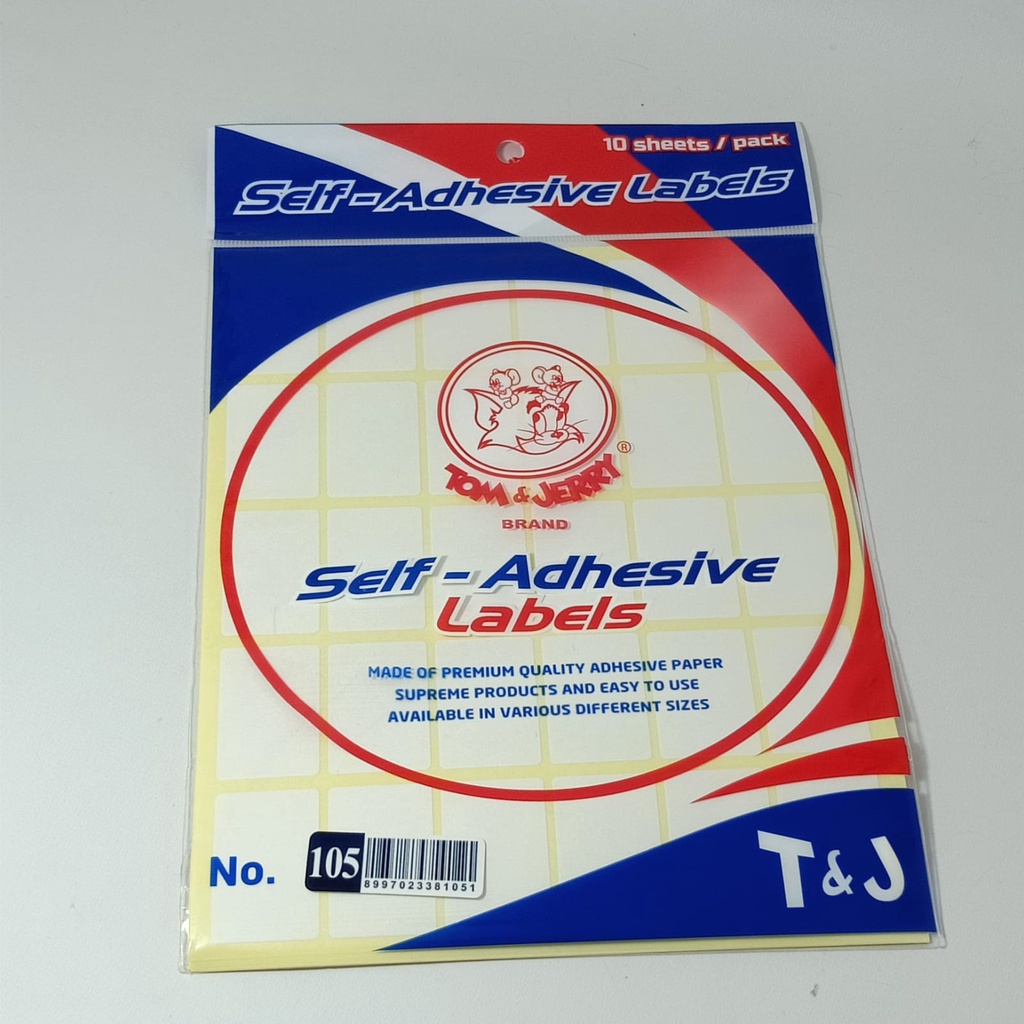 10 sheets / pack
Self-Adhesive Labels
TOM & JERRY ®
BRAND
Self-Adhesive
Labels
MADE OF PREMIUM QUALITY ADHESIVE PAPER
SUPREME PRODUCTS AND EASY TO USE
AVAILABLE IN VARIOUS DIFFERENT SIZES
No. 105
8997023381051
T&J